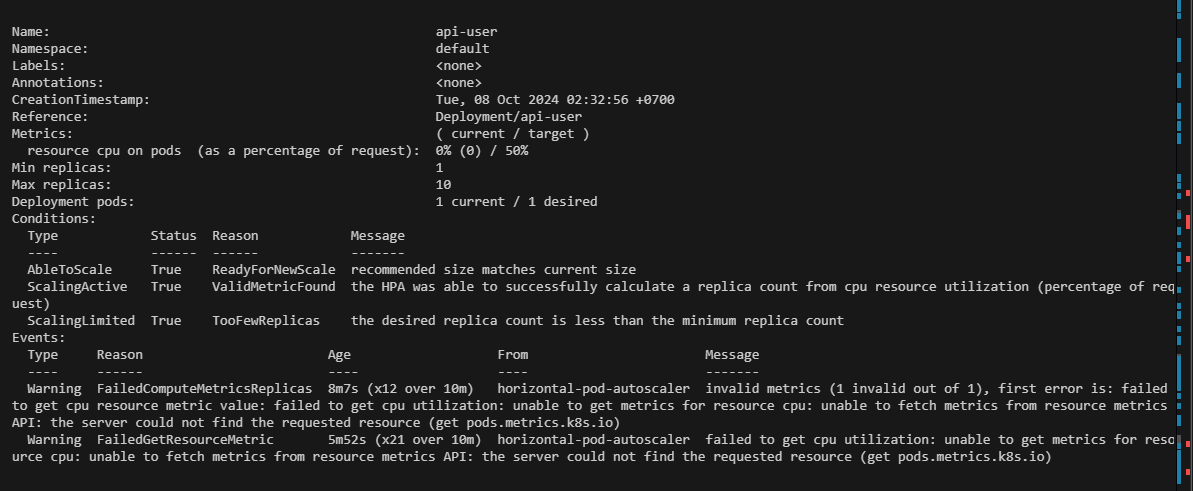 Name:                                                  api-user
Namespace:                                             default
Labels:                                                <none>
Annotations:                                           <none>
CreationTimestamp:                                     Tue, 08 Oct 2024 02:32:56 +0700
Reference:                                             Deployment/api-user
Metrics:                                               ( current / target )
  resource cpu on pods  (as a percentage of request):  0% (0) / 50%
Min replicas:                                          1
Max replicas:                                          10
Deployment pods:                                       1 current / 1 desired
Conditions:
  Type            Status  Reason            Message
  ----            ------  ------            -------
  AbleToScale     True    ReadyForNewScale  recommended size matches current size
  ScalingActive   True    ValidMetricFound  the HPA was able to successfully calculate a replica count from cpu resource utilization (percentage of req
uest)
  ScalingLimited  True    TooFewReplicas    the desired replica count is less than the minimum replica count
Events:
  Type     Reason                        Age                   From                       Message
  ----     ------                        ----                  ----                       -------
  Warning  FailedComputeMetricsReplicas  8m7s (x12 over 10m)   horizontal-pod-autoscaler  invalid metrics (1 invalid out of 1), first error is: failed
to get cpu resource metric value: failed to get cpu utilization: unable to get metrics for resource cpu: unable to fetch metrics from resource metrics
API: the server could not find the requested resource (get pods.metrics.k8s.io)
  Warning  FailedGetResourceMetric       5m52s (x21 over 10m)  horizontal-pod-autoscaler  failed to get cpu utilization: unable to get metrics for reso
urce cpu: unable to fetch metrics from resource metrics API: the server could not find the requested resource (get pods.metrics.k8s.io)